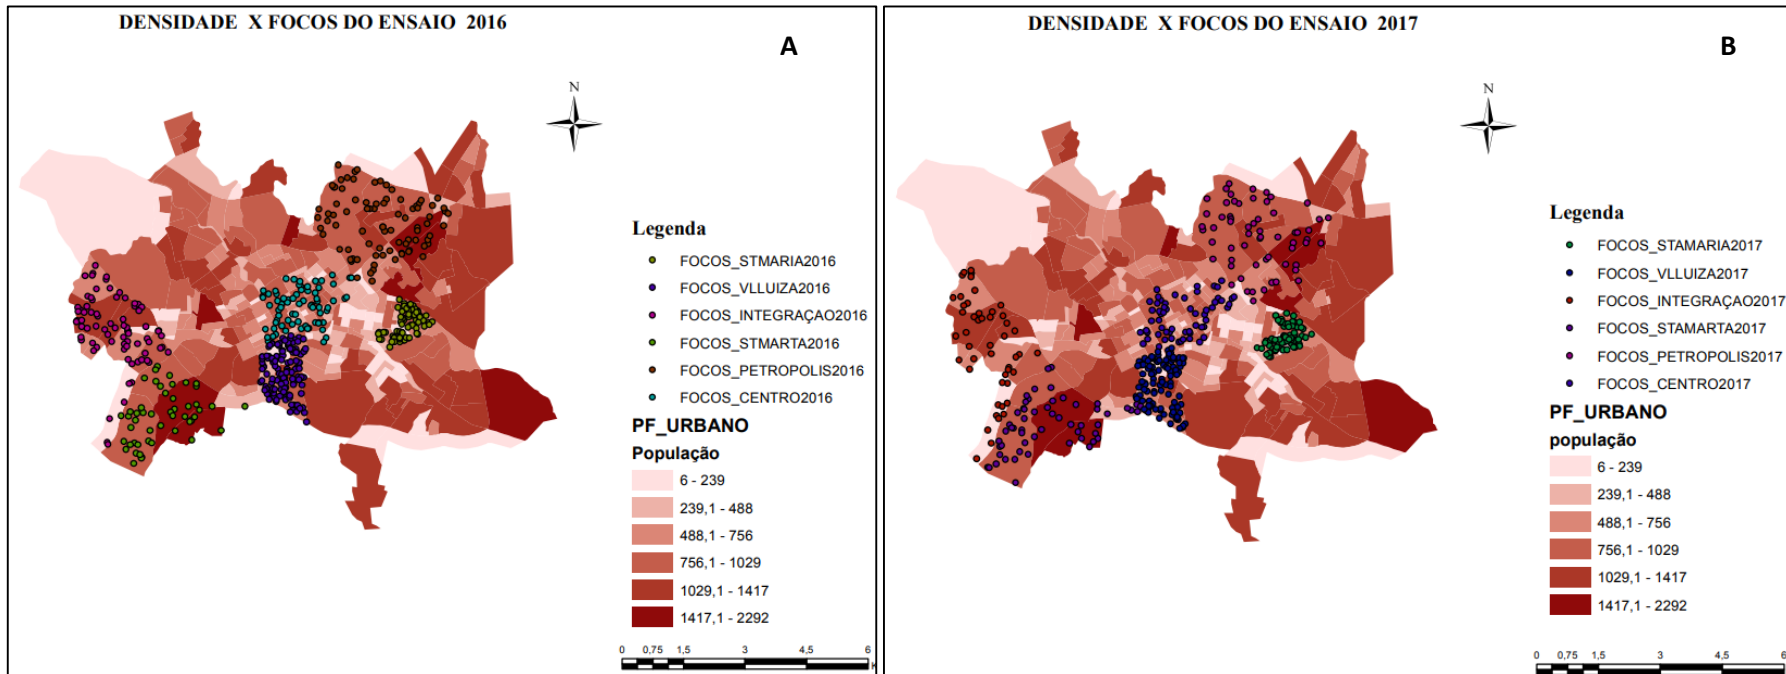 DENSIDADE X FOCOS DO ENSAIO 2016
A
N
Legenda
FOCOS_STMARIA2016
FOCOS_VLLUIZA2016
FOCOS_INTEGRAÇAO2016
FOCOS_STMARTA2016
FOCOS_PETROPOLIS2016
FOCOS_CENTRO2016
PF_URBANO
População
6 - 239
239,1 - 488
488,1 - 756
756,1 - 1029
1029,1 - 1417
1417,1 - 2292
0 0,75 1,5 3 4,5 6
K
DENSIDADE X FOCOS DO ENSAIO 2017
B
N
Legenda
FOCOS_STAMARIA2017
FOCOS_VLLUIZA2017
FOCOS_INTEGRAÇAO2017
FOCOS_STAMARTA2017
FOCOS_PETROPOLIS2017
FOCOS_CENTRO2017
PF_URBANO
população
6 - 239
239,1 - 488
488,1 - 756
756,1 - 1029
1029,1 - 1417
1417,1 - 2292
0 0,75 1,5 3 4,5 6